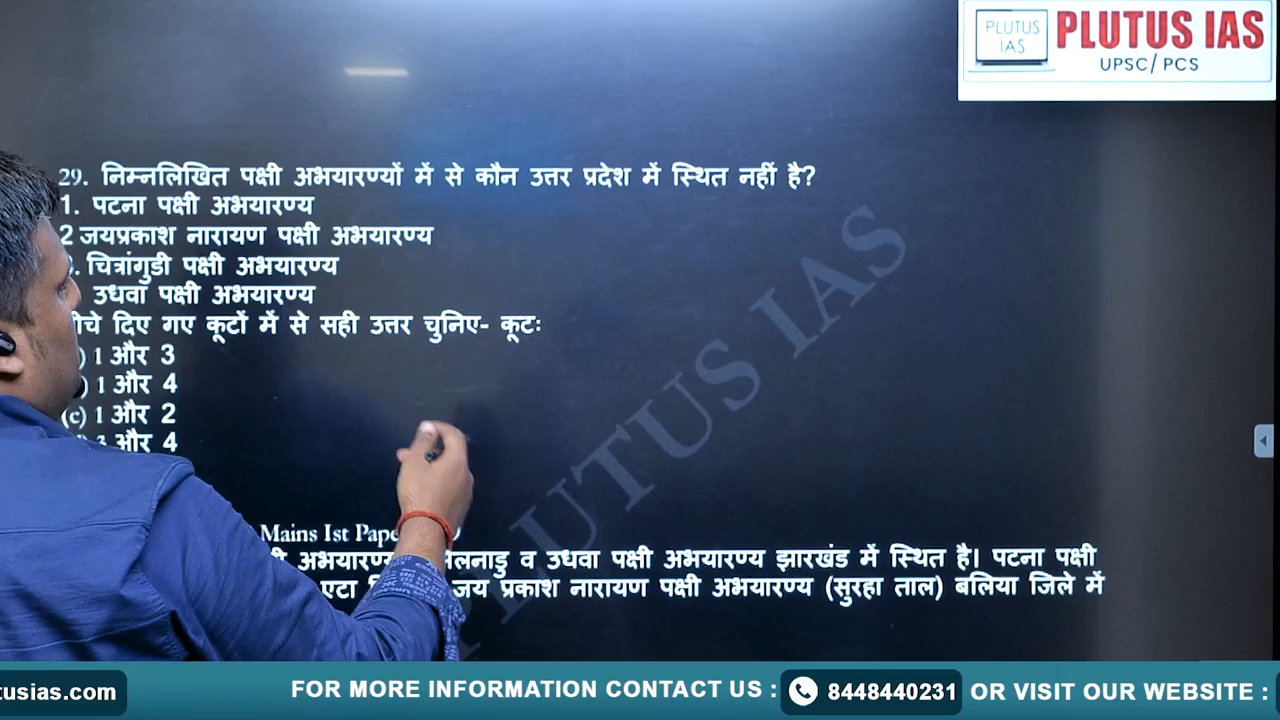 PLUTUS IAS
PLUTUS IAS
UPSC/ PCS
29. निम्नलिखित पक्षी अभयारण्यों में से कौन उत्तर प्रदेश में स्थित नहीं है?
1. पटना पक्षी अभयारण्य
2 जयप्रकाश नारायण पक्षी अभयारण्य
. चित्रांगुडी पक्षी अभयारण्य
उधवा पक्षी अभयारण्य
दिए गए कूटों में से सही उत्तर चुनिए- कूटः
) 1 और 3
) 1 और 4
(c) 1 और 2
और 4
Mains Ist
अभयारण्य व उधवा पक्षी अभयारण्य झारखंड में स्थित है। पटना पक्षी
एटा जय प्रकाश नारायण पक्षी अभयारण्य (सुरहा ताल) बलिया जिले में
PLUTUS IAS
FOR MORE INFORMATION CONTACT US : 8448440231 OR VISIT OUR WEBSITE :